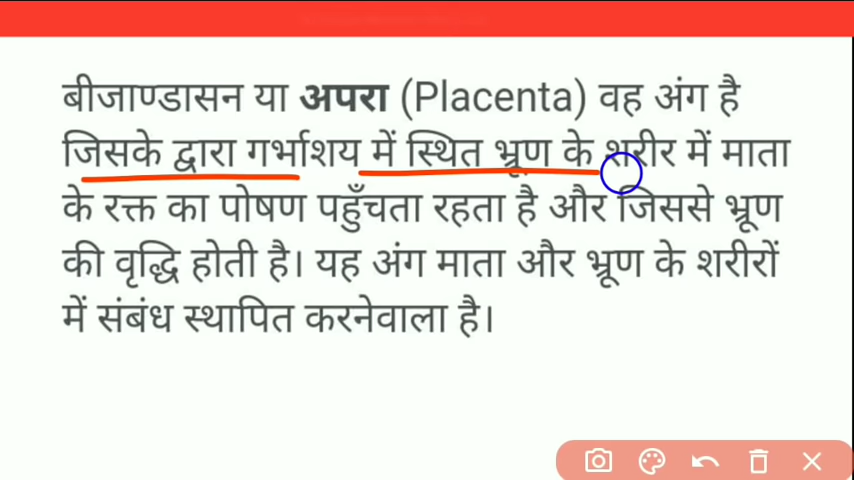 बीजाण्डासन या अपरा (Placenta) वह अंग है
जिसके द्वारा गर्भाशय में स्थित भ्रूण के शरीर में माता
के रक्त का पोषण पहुँचता रहता है और जिससे भ्रूण
की वृद्धि होती है। यह अंग माता और भ्रूण के शरीरों
में संबंध स्थापित करनेवाला है।